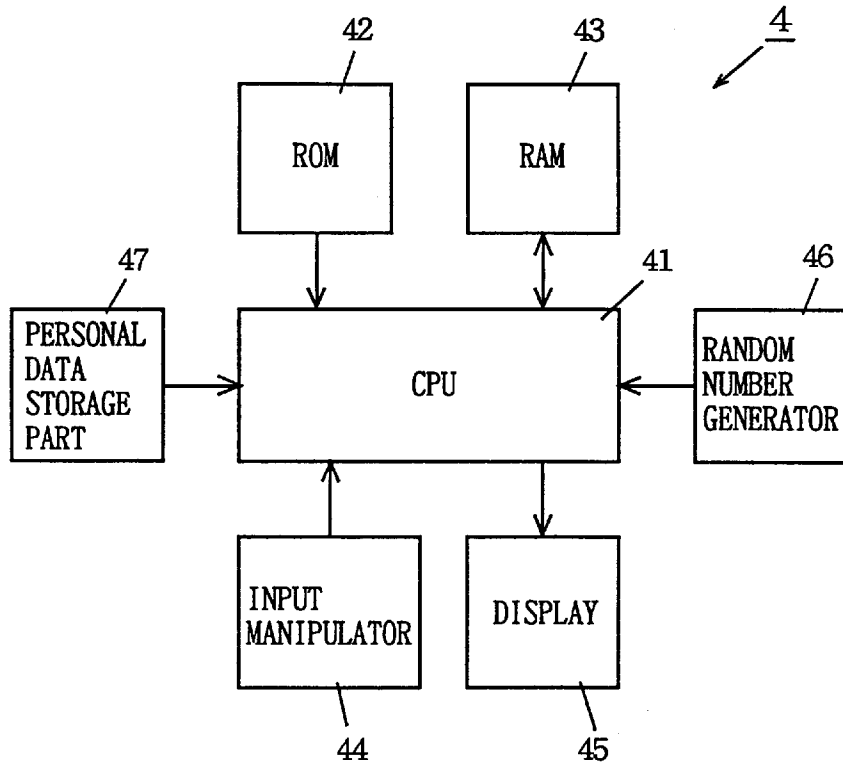 42
43
4
ROM
RAM
47
41
46
PERSONAL
DATA
STORAGE
PART
CPU
RANDOM
NUMBER
GENERATOR
INPUT
MANIPULATOR
DISPLAY
44
45